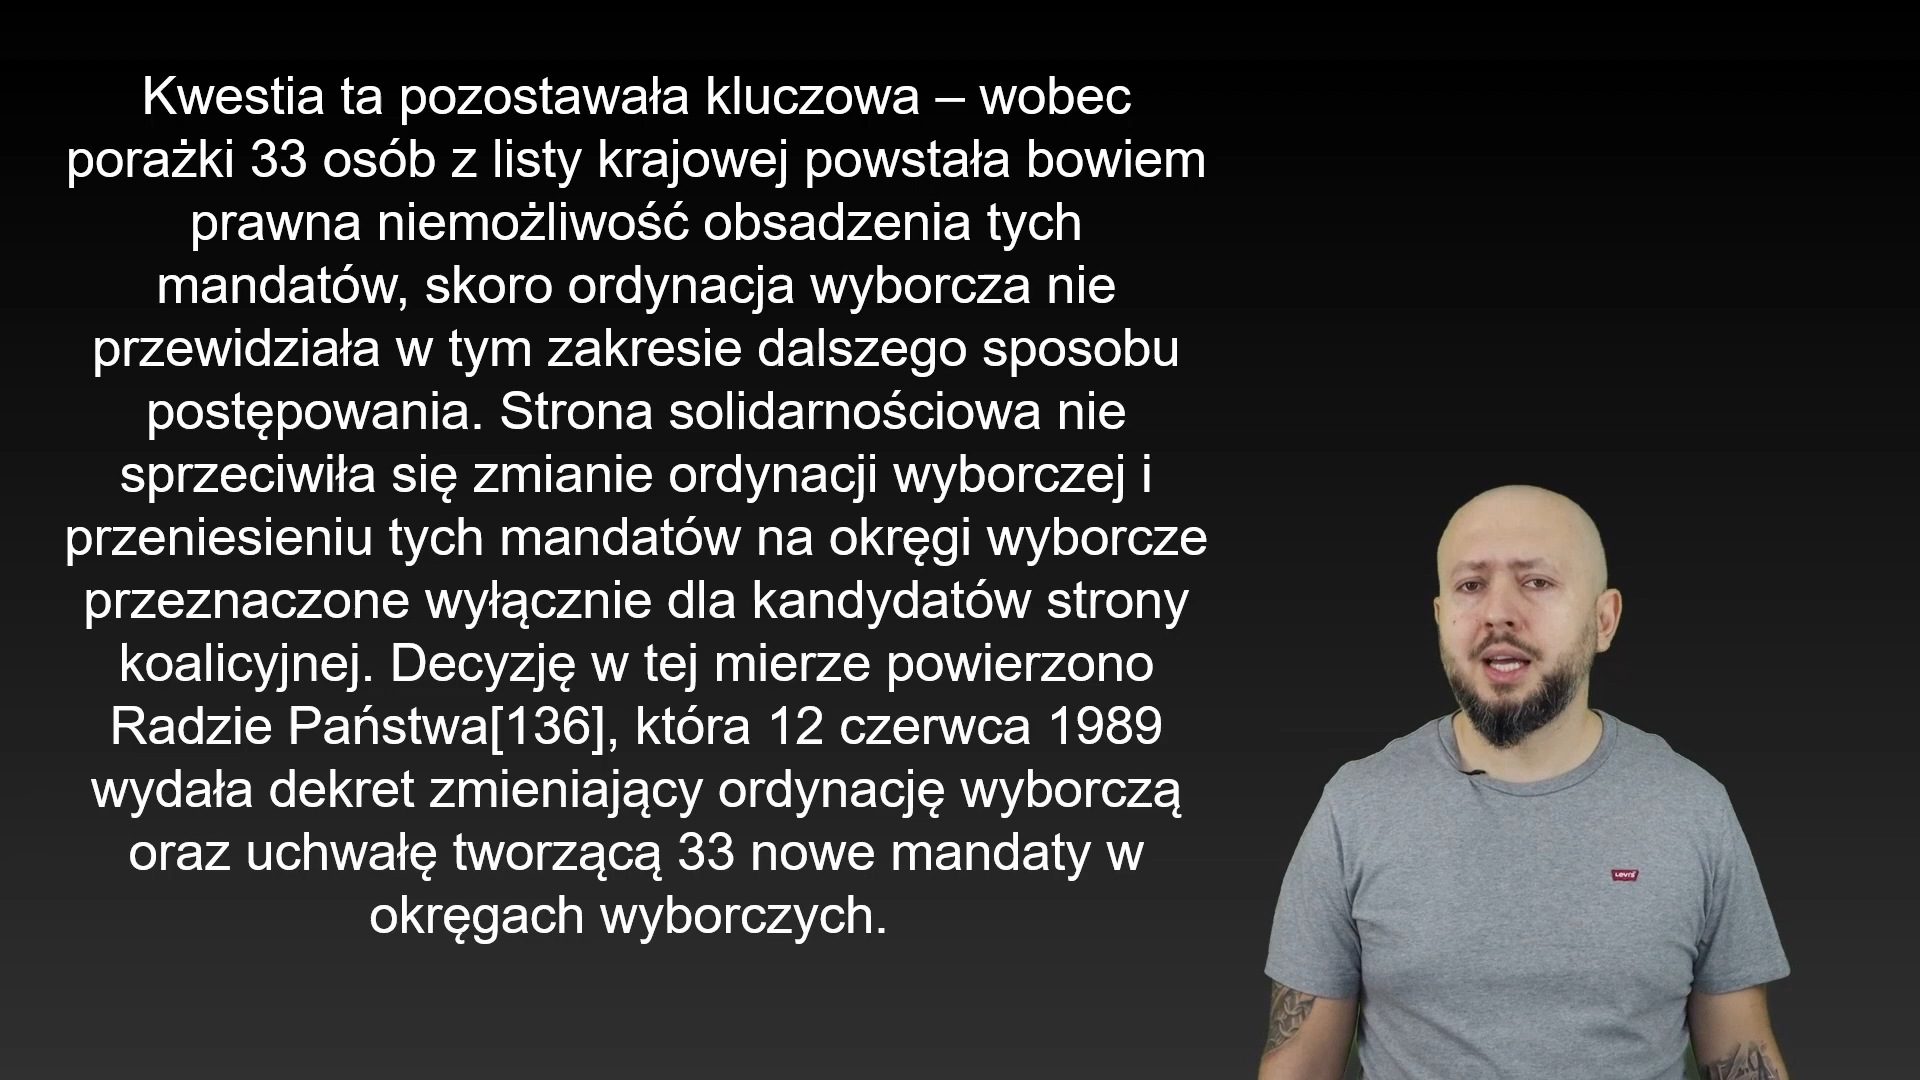 Kwestia ta pozostawała kluczowa – wobec
porażki 33 osób z listy krajowej powstała bowiem
prawna niemożliwość obsadzenia tych
mandatów, skoro ordynacja wyborcza nie
przewidziała w tym zakresie dalszego sposobu
postępowania. Strona solidarnościowa nie
sprzeciwiła się zmianie ordynacji wyborczej i
przeniesieniu tych mandatów na okręgi wyborcze
przeznaczone wyłącznie dla kandydatów strony
koalicyjnej. Decyzję w tej mierze powierzono
Radzie Państwa[136], która 12 czerwca 1989
wydała dekret zmieniający ordynację wyborczą
oraz uchwałę tworzącą 33 nowe mandaty w
okręgach wyborczych.
Levi's